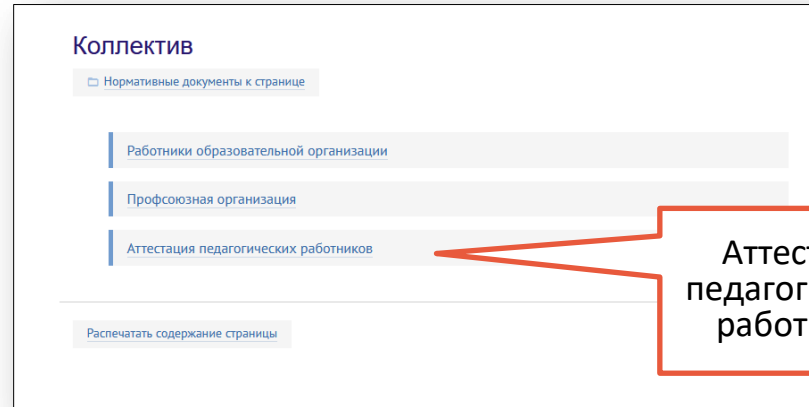 Коллектив
Нормативные документы к странице
Работники образовательной организации
Профсоюзная организация
Аттестация педагогических работников
Аттест
педагог
работ
Распечатать содержание страницы